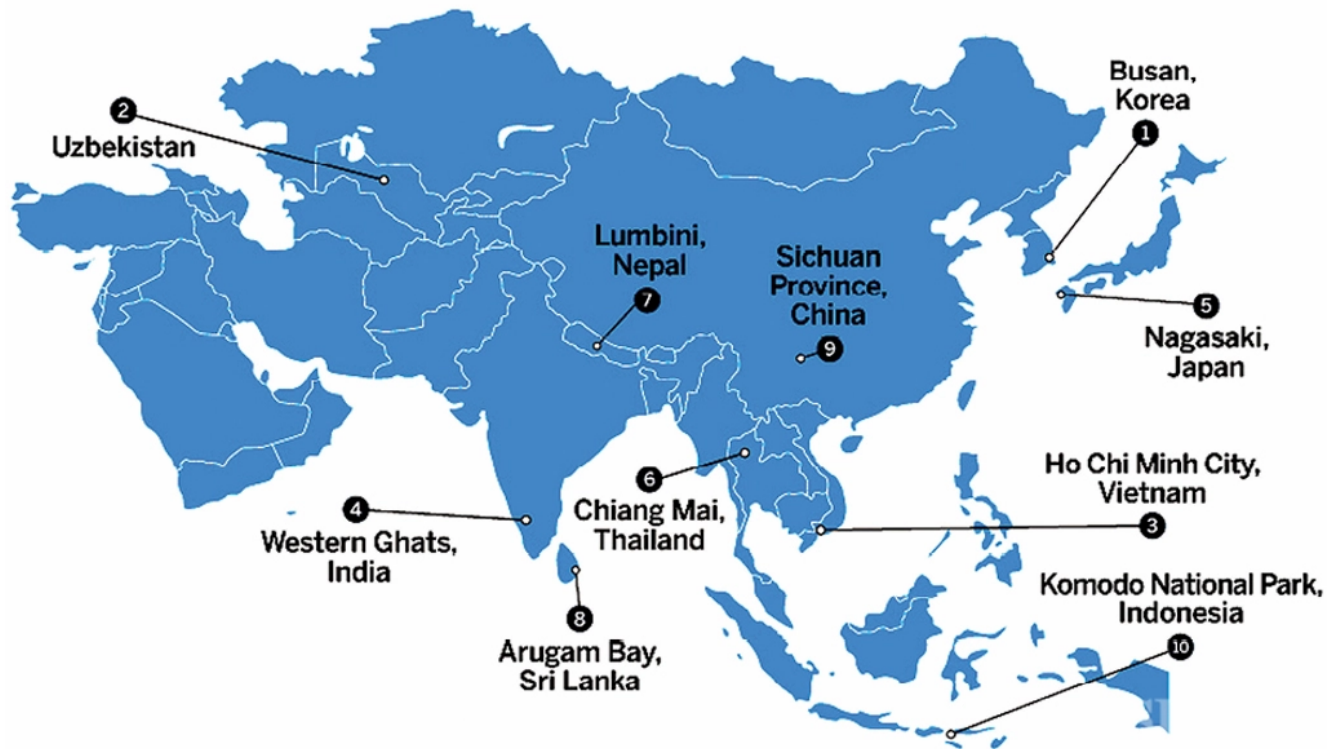 Busan,
Korea
1
2
Uzbekistan
Lumbini,
Nepal
7
Sichuan
Province,
China
9
5
Nagasaki,
Japan
Ho Chi Minh City,
Vietnam
3
6
Chiang Mai,
Thailand
4
Western Ghats,
India
8
Arugam Bay,
Sri Lanka
Komodo National Park,
Indonesia
10